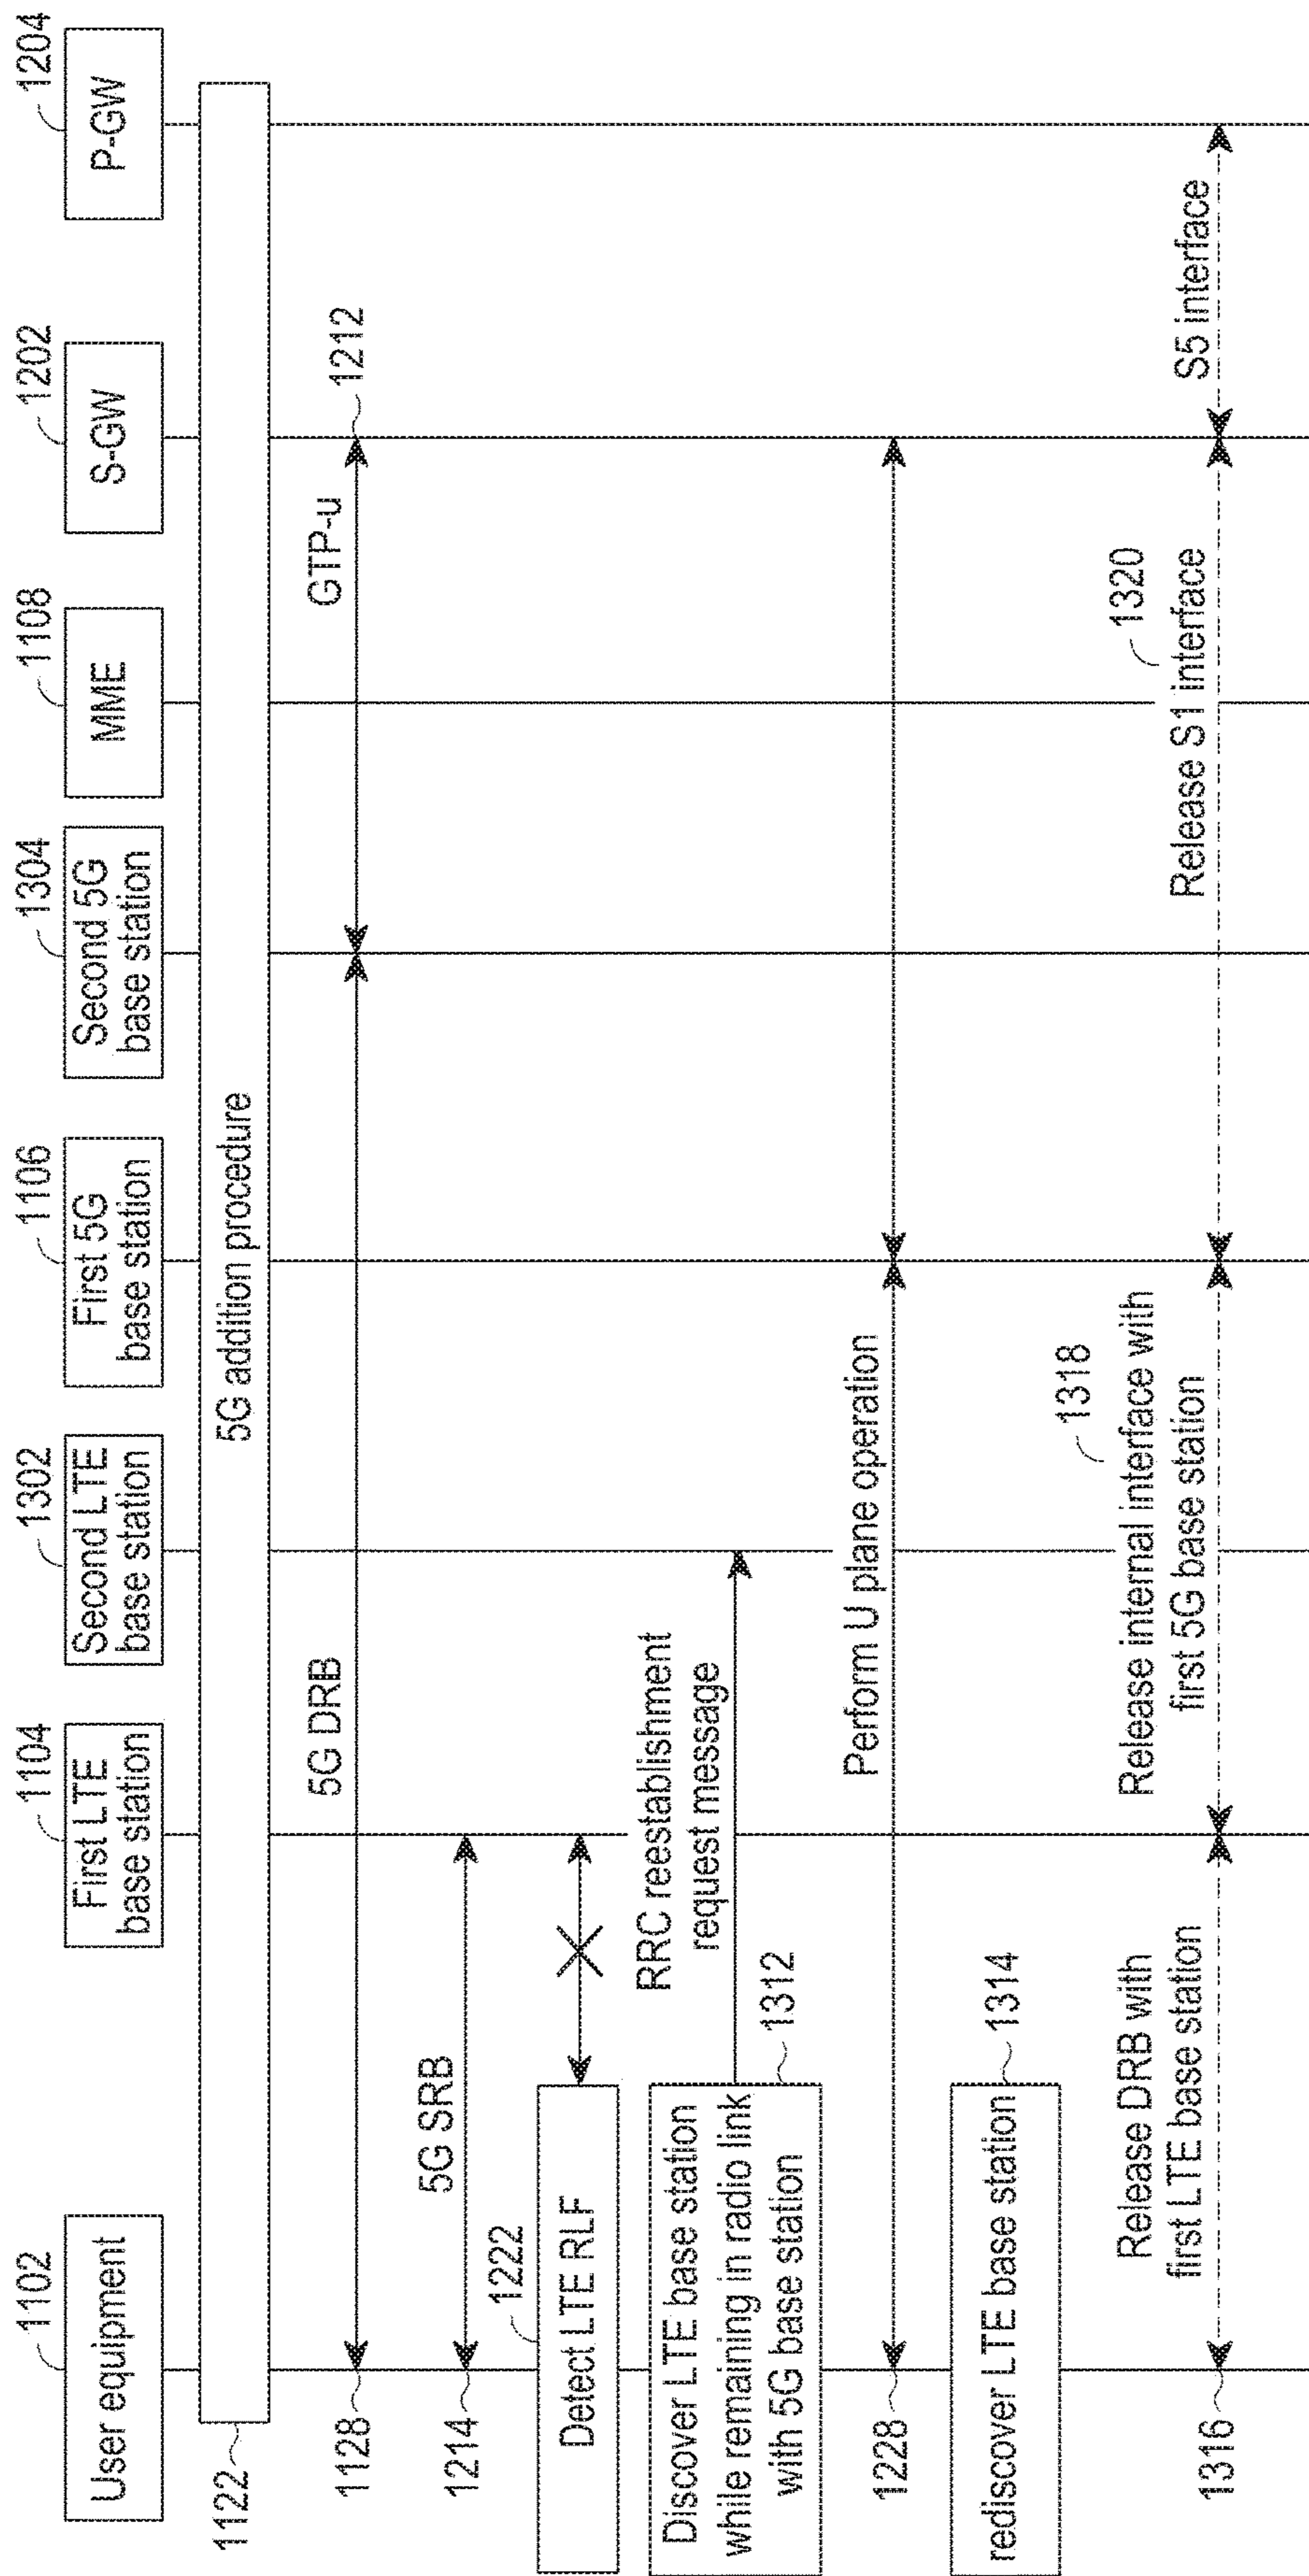 1102
User equipment
1104
First LTE
base station
1302
Second LTE
base station
1106
First 5G
base station
1304
Second 5G
base station
1108
MME
1202
S-GW
1204
P-GW
1122
5G addition procedure
1128
5G DRB
GTP-u
1212
1214
5G SRB
1222
Detect LTE RLF
RRC reestablishment
request message
Discover LTE base station
while remaining in radio link
with 5G base station
1312
1228
Perform U plane operation
rediscover LTE base station
1314
1316
Release DRB with
first LTE base station
1318
Release internal interface with
first 5G base station
1320
Release S1 interface
S5 interface